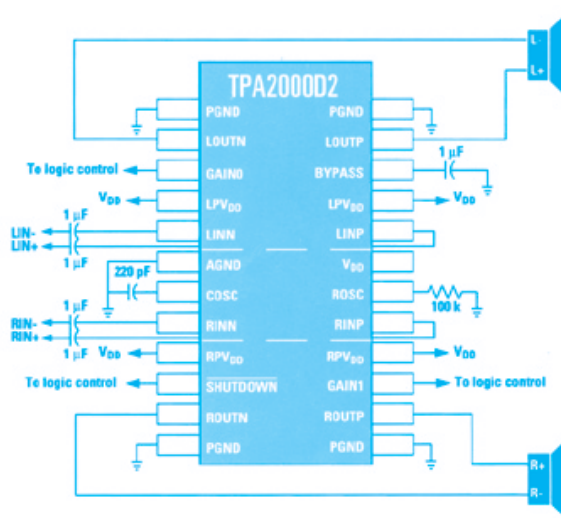 L-
L+
TPA2000D2
PGND PGND
LOUTN LOUTP
1 µF
To logic control GAIN0 BYPASS
VDD LPVDD LPVDD VDD
1 µF
LIN- LINN LINP
LIN+
1 µF
AGND VDD
220 pF
COSC ROSC
1 µF 100 k
RIN- RINN RINP
RIN+
1 µF VDD RPVDD RPVDD VDD
To logic control SHUTDOWN GAIN1 To logic control
ROUTN ROUTP
PGND PGND
R+
R-